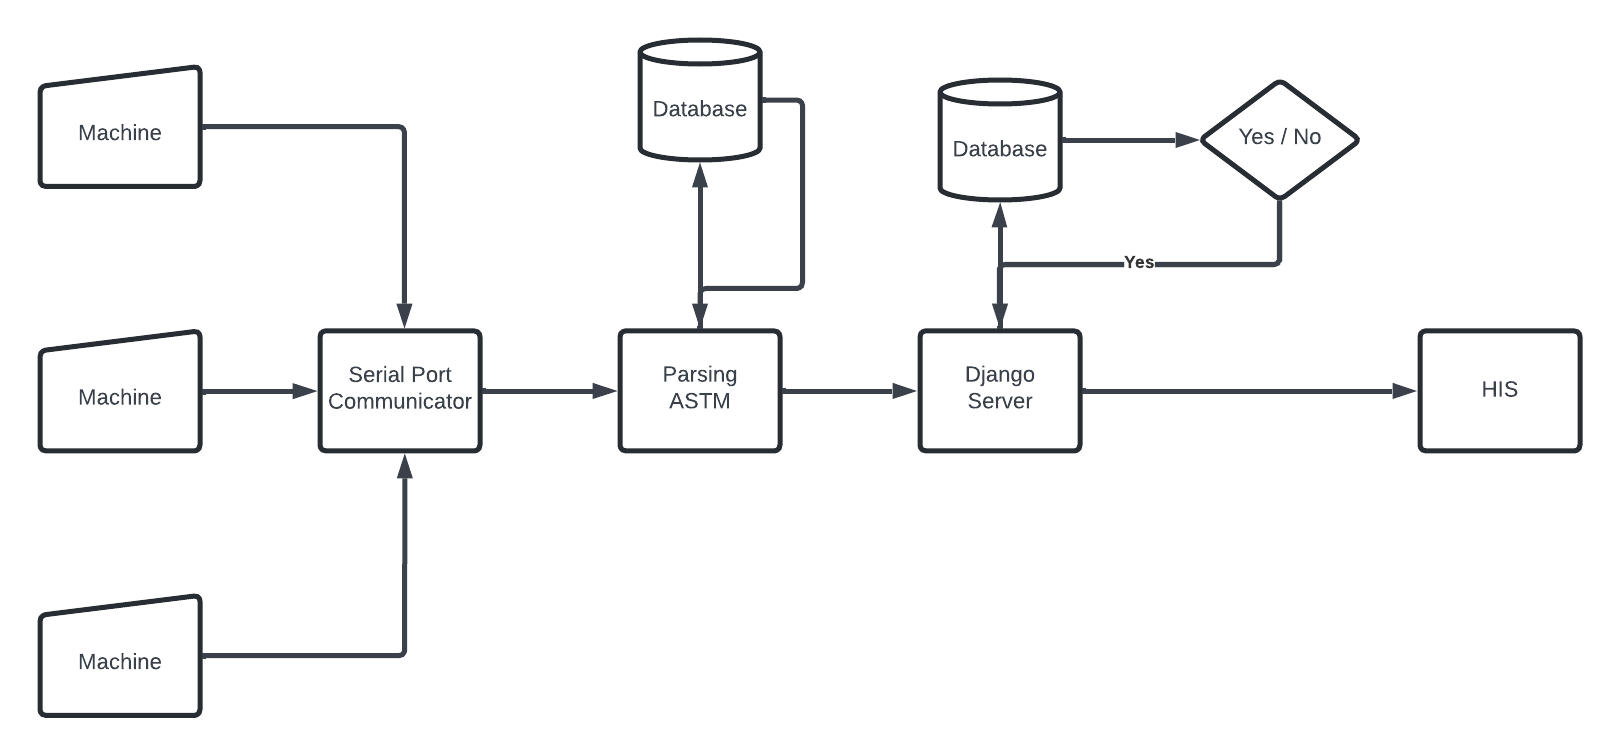 Machine
Database
Database
Yes / No
Yes
Machine
Serial Port
Communicator
Parsing
ASTM
Django
Server
HIS
Machine